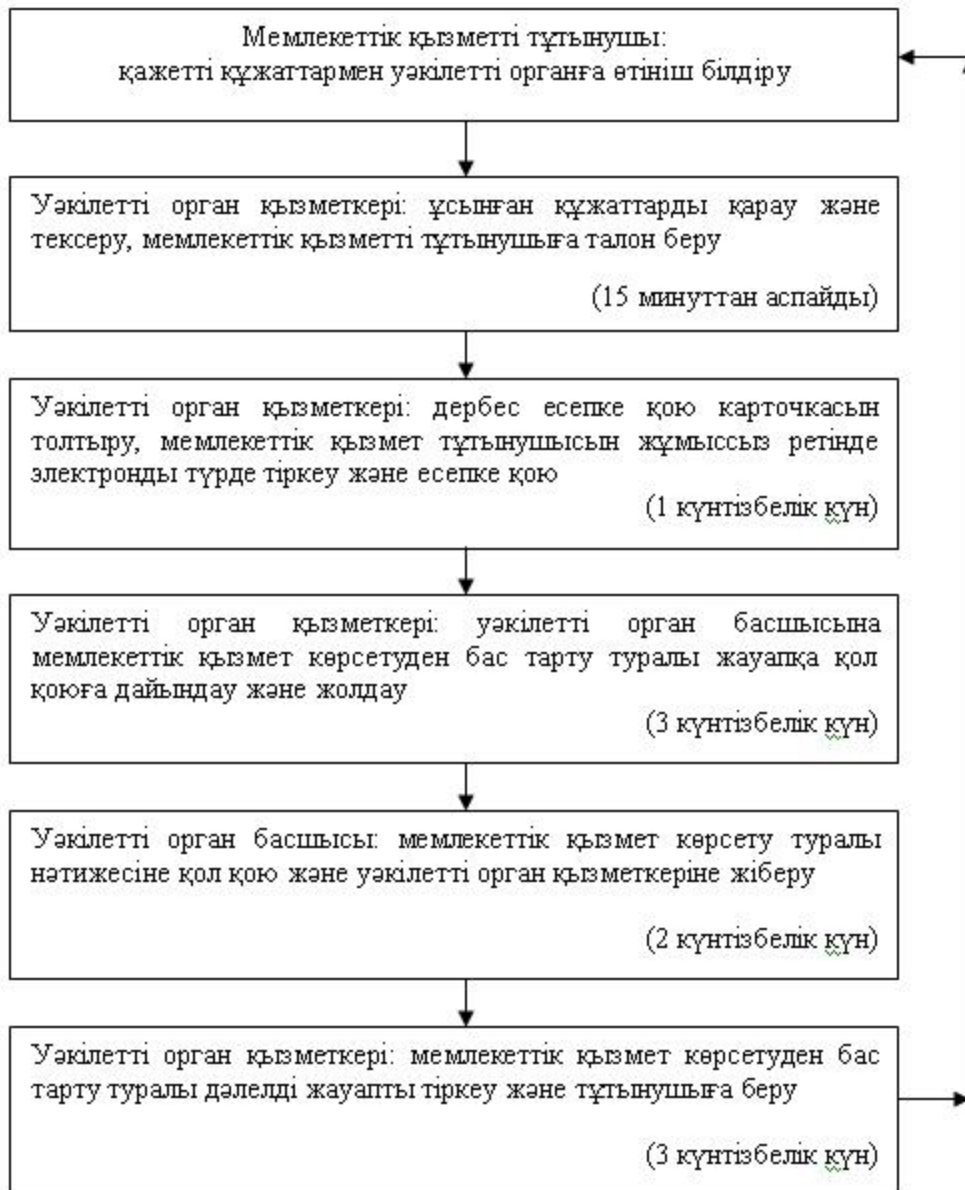 Мемлекеттік қызметті тұтынушы:
қажетті құжаттармен уәкілетті органға өтініш білдіру
Уәкілетті орган қызметкері: ұсынған құжаттарды қарау және
тексеру, мемлекеттік қызметті тұтынушыға талон беру
(15 минуттан аспайды)
Уәкілетті орган қызметкері: дербес есепке қою карточкасын
толтыру, мемлекеттік қызмет тұтынушысын жұмыссыз ретінде
электронды түрде тіркеу және есепке қою
(1 күнтізбелік күн)
Уәкілетті орган қызметкері: уәкілетті орган басшысына
мемлекеттік қызмет көрсетуден бас тарту туралы жауапқа қол
қоюға дайындау және жолдау
(3 күнтізбелік күн)
Уәкілетті орган басшысы: мемлекеттік қызмет көрсету туралы
нәтижесіне қол қою және уәкілетті орган қызметкеріне жіберу
(2 күнтізбелік күн)
Уәкілетті орган қызметкері: мемлекеттік қызмет көрсетуден бас
тарту туралы дәлелді жауапты тіркеу және тұтынушыға беру
(3 күнтізбелік күн)